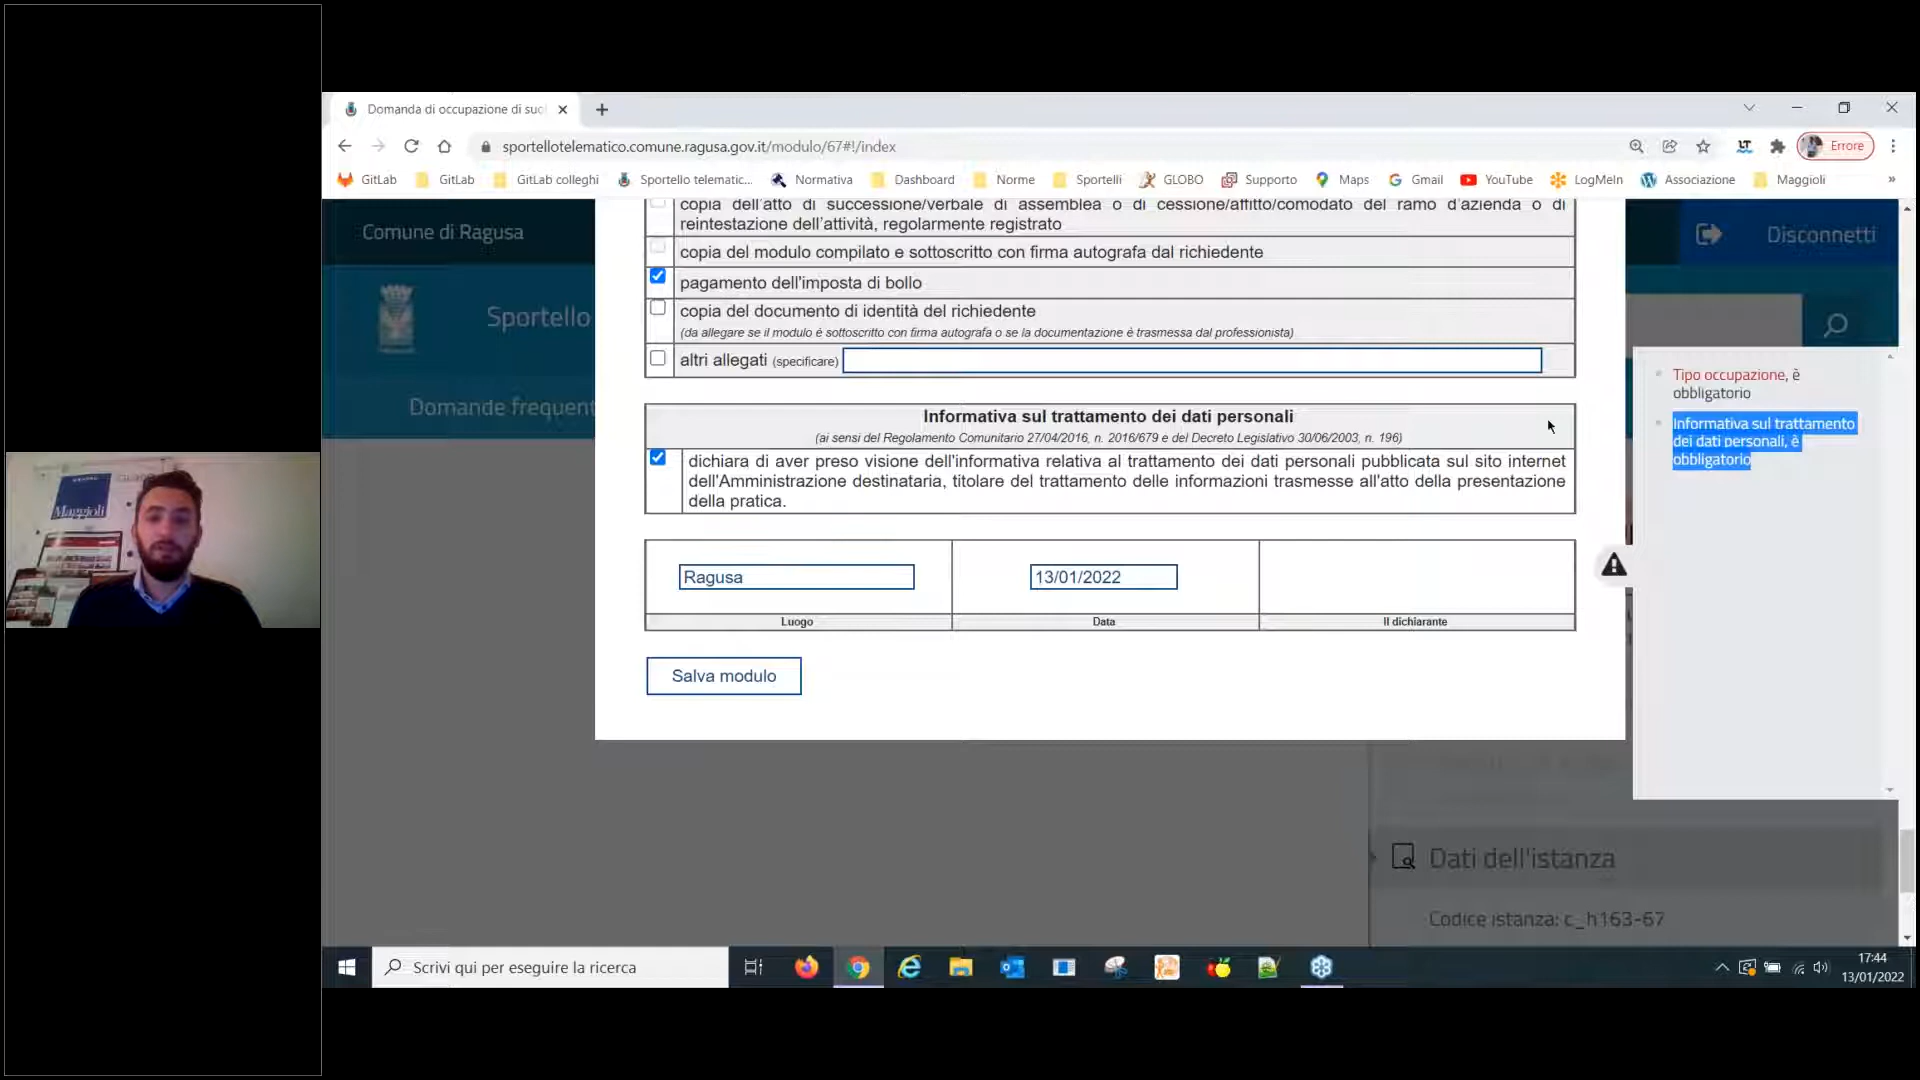 Maggioli
Domanda di occupazione di suo
sportellotelematico.comune.ragusa.gov.it/modulo/67#!/index
Errore
GitLab
GitLab
GitLab colleghi
Sportello telematic...
Normativa
Dashboard
Norme
Sportelli
GLOBO
Supporto
Maps
Gmail
YouTube
LogMeIn
Associazione
Maggioli
»
Comune di Ragusa
Disconnetti
Sportello
Domande frequent
copia dell'atto di successione/verbale di assemblea o di cessione/affitto/comodato del ramo d'azienda o di
reintestazione dell'attività, regolarmente registrato
copia del modulo compilato e sottoscritto con firma autografa dal richiedente
pagamento dell'imposta di bollo
copia del documento di identità del richiedente
(da allegare se il modulo è sottoscritto con firma autografa o se la documentazione è trasmessa dal professionista)
altri allegati (specificare)
Informativa sul trattamento dei dati personali
(ai sensi del Regolamento Comunitario 27/04/2016, n. 2016/679 e del Decreto Legislativo 30/06/2003, n. 196)
dichiara di aver preso visione dell'informativa relativa al trattamento dei dati personali pubblicata sul sito internet
dell'Amministrazione destinataria, titolare del trattamento delle informazioni trasmesse all'atto della presentazione
della pratica.
Ragusa
13/01/2022
Luogo
Data
Il dichiarante
Salva modulo
Tipo occupazione, è
obbligatorio
Informativa sul trattamento
dei dati personali, è
obbligatorio
Dati dell'istanza
Codice istanza: c_h163-67
Scrivi qui per eseguire la ricerca
17:44
13/01/2022